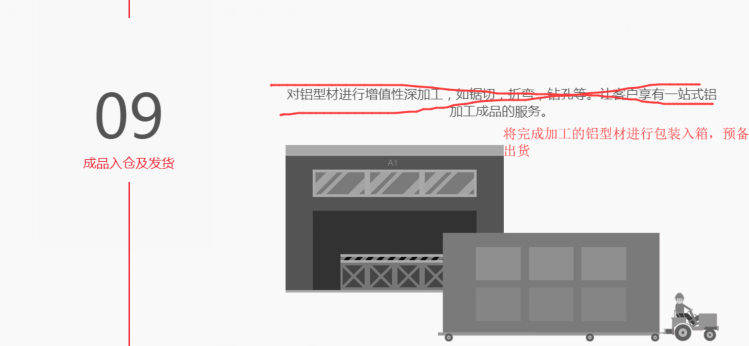 09
成品入仓及发货
对铝型材进行增值性深加工，如锯切，折弯，钻孔等。让客户享有一站式铝
加工成品的服务。
将完成加工的铝型材进行包装入箱，预备
出货
A1